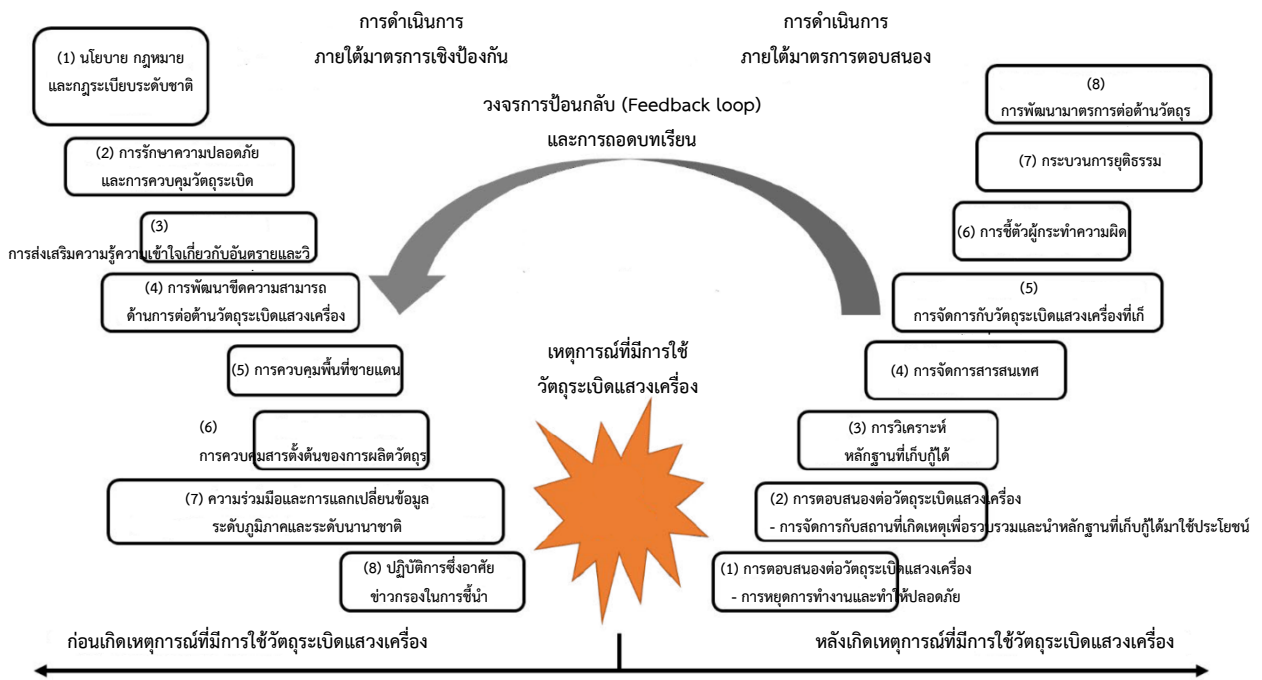 การดำเนินการ
ภายใต้มาตรการเชิงป้องกัน
การดำเนินการ
ภายใต้มาตรการตอบสนอง
วงจรการป้อนกลับ (Feedback loop)
และการถอดบทเรียน
(1) นโยบาย กฎหมาย
และกฎระเบียบระดับชาติ
(2) การรักษาความปลอดภัย
และการควบคุมวัตถุระเบิด
(3)
การส่งเสริมความรู้ความเข้าใจเกี่ยวกับอันตรายและวิ
(4) การพัฒนาขีดความสามารถ
ด้านการต่อต้านวัตถุระเบิดแสวงเครื่อง
(5) การควบคุมพื้นที่ชายแดน
(6)
การควบคุมสารตั้งต้นของการผลิตวัตถุร
(7) ความร่วมมือและการแลกเปลี่ยนข้อมูล
ระดับภูมิภาคและระดับนานาชาติ
(8) ปฏิบัติการซึ่งอาศัย
ข่าวกรองในการชี้นำ
เหตุการณ์ที่มีการใช้
วัตถุระเบิดแสวงเครื่อง
(8)
การพัฒนามาตรการต่อต้านวัตถุร
(7) กระบวนการยุติธรรม
(6) การชี้ตัวผู้กระทำความผิด
(5)
การจัดการกับวัตถุระเบิดแสวงเครื่องที่เก็
(4) การจัดการสารสนเทศ
(3) การวิเคราะห์
หลักฐานที่เก็บกู้ได้
(2) การตอบสนองต่อวัตถุระเบิดแสวงเครื่อง
- การจัดการกับสถานที่เกิดเหตุเพื่อรวบรวมและนำหลักฐานที่เก็บกู้ได้มาใช้ประโยชน์
(1) การตอบสนองต่อวัตถุระเบิดแสวงเครื่อง
- การหยุดการทำงานและทำให้ปลอดภัย
ก่อนเกิดเหตุการณ์ที่มีการใช้วัตถุระเบิดแสวงเครื่อง
หลังเกิดเหตุการณ์ที่มีการใช้วัตถุระเบิดแสวงเครื่อง